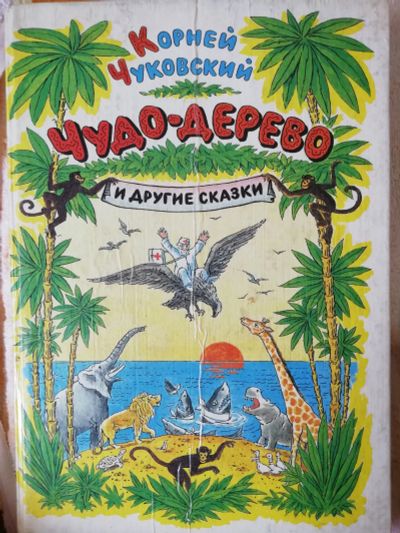 Корней
Чуковский
Чудо-дерево
и другие сказки